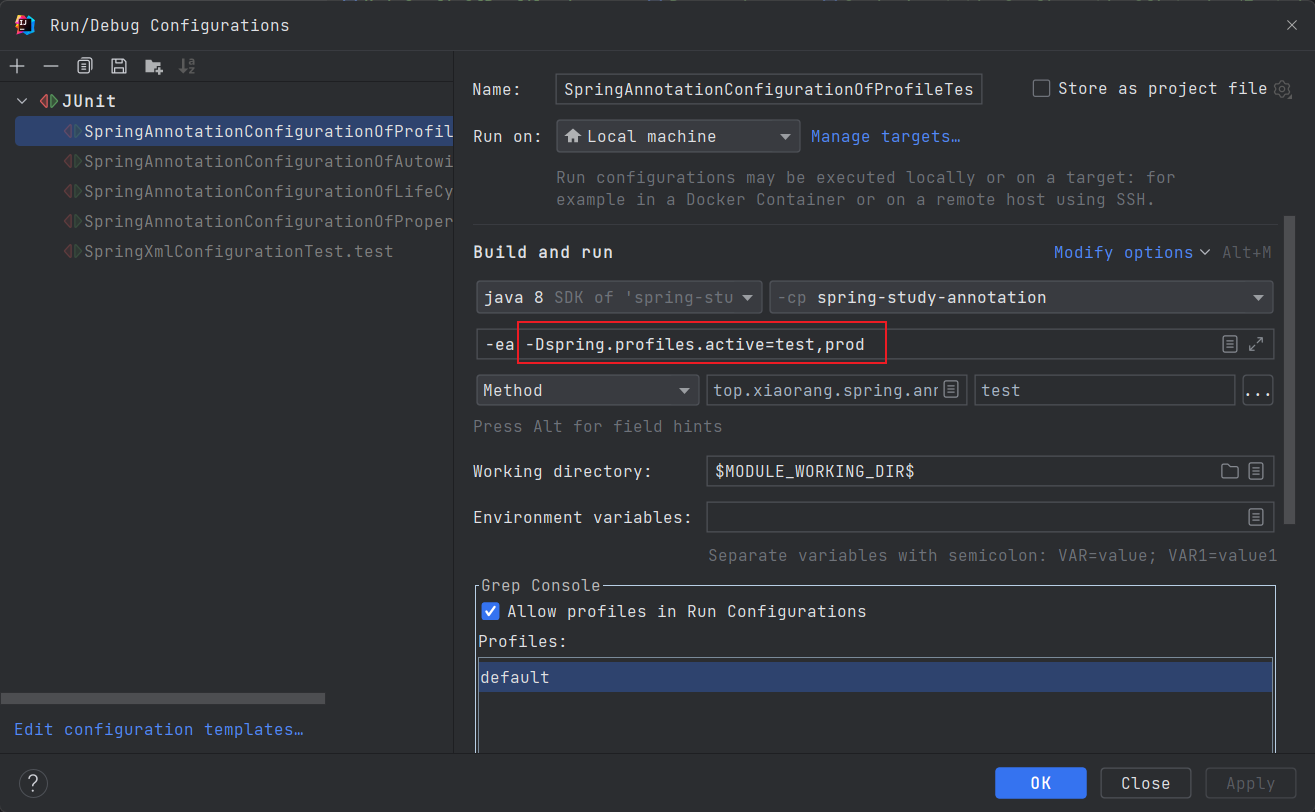 Run/Debug Configurations
JUnit
SpringAnnotationConfigurationOfProfil
SpringAnnotationConfigurationOfAutowi
SpringAnnotationConfigurationOfLifeCy
SpringAnnotationConfigurationOfProper
SpringXmlConfigurationTest.test
Edit configuration templates…
Name: SpringAnnotationConfigurationOfProfileTes Store as project file
Run on: Local machine Manage targets…
Run configurations may be executed locally or on a target: for
example in a Docker Container or on a remote host using SSH.
Build and run Modify options Alt+M
java 8 SDK of 'spring-stu -cp spring-study-annotation
-ea -Dspring.profiles.active=test,prod
Method top.xiaorang.spring.ann test ...
Press Alt for field hints
Working directory: $MODULE_WORKING_DIR$
Environment variables:
Separate variables with semicolon: VAR=value; VAR1=value1
Grep Console
Allow profiles in Run Configurations
Profiles:
default
? OK Close Apply